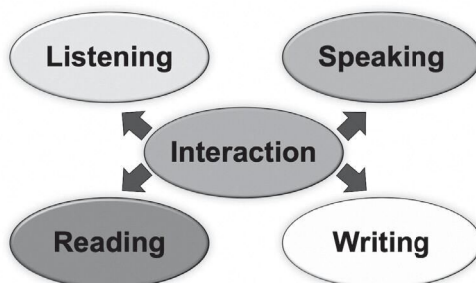 Listening
Speaking
Interaction
Reading
Writing